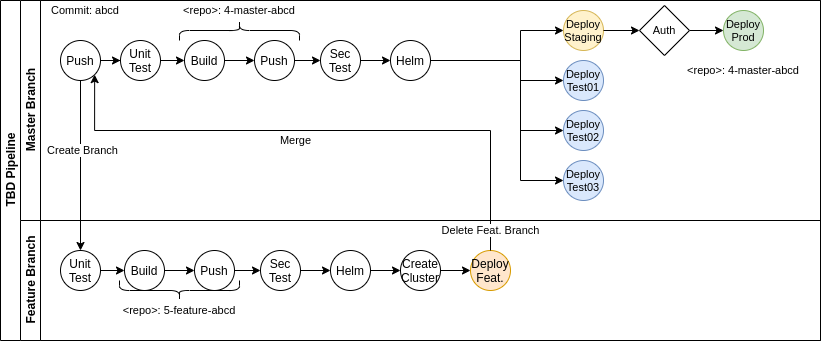 TBD Pipeline
Master Branch
Commit: abcd
<repo>: 4-master-abcd
Push
Unit
Test
Build
Push
Sec
Test
Helm
Deploy
Staging
Auth
Deploy
Prod
<repo>: 4-master-abcd
Deploy
Test01
Deploy
Test02
Deploy
Test03
Merge
Create Branch
Feature Branch
Delete Feat. Branch
Unit
Test
Build
Push
Sec
Test
Helm
Create
Cluster
Deploy
Feat.
<repo>: 5-feature-abcd